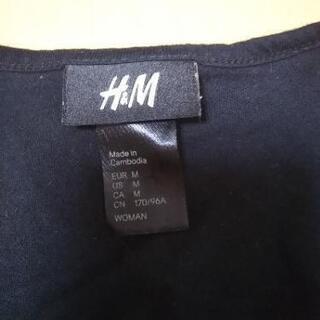 H&M
Made in
Cambodia
EUR M
US M
CA M
CN 170/96A
WOMAN